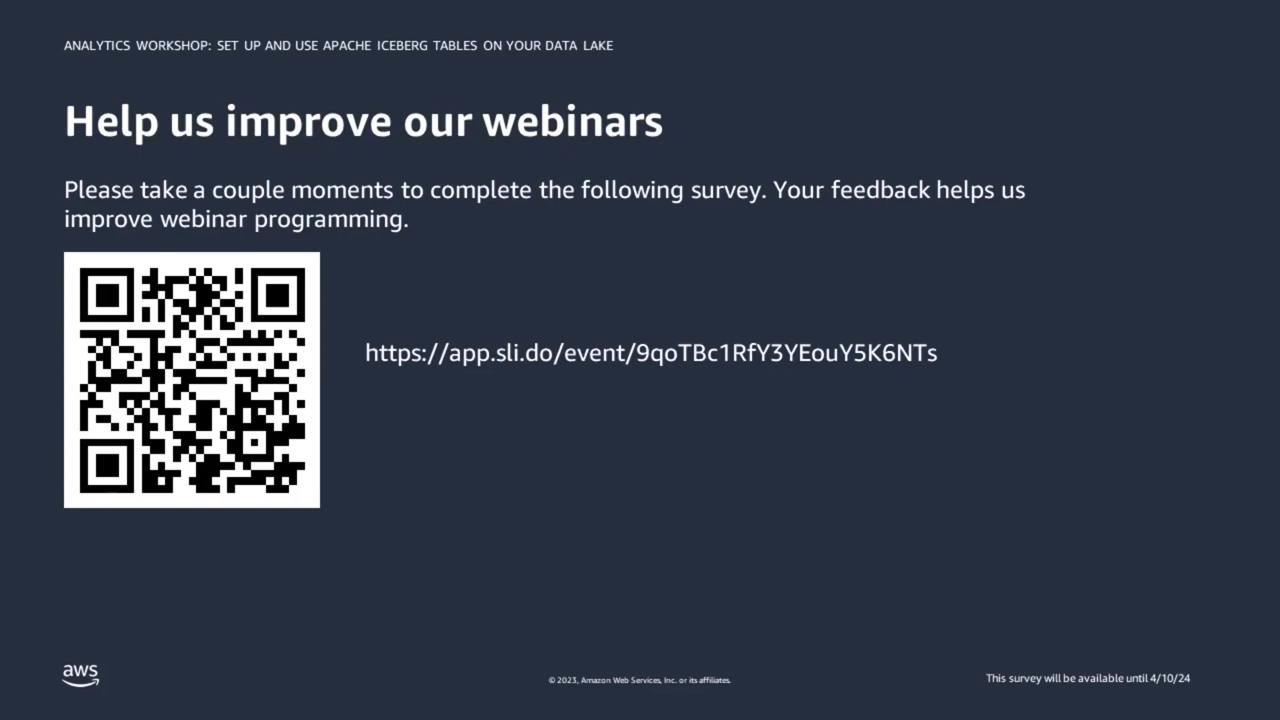 ANALYTICS WORKSHOP: SET UP AND USE APACHE ICEBERG TABLES ON YOUR DATA LAKE
Help us improve our webinars
Please take a couple moments to complete the following survey. Your feedback helps us
improve webinar programming.
https://app.sli.do/event/9qoTBc1RfY3YEouY5K6NTs
aws
© 2023, Amazon Web Services, Inc. or its affiliates.
This survey will be available until 4/10/24